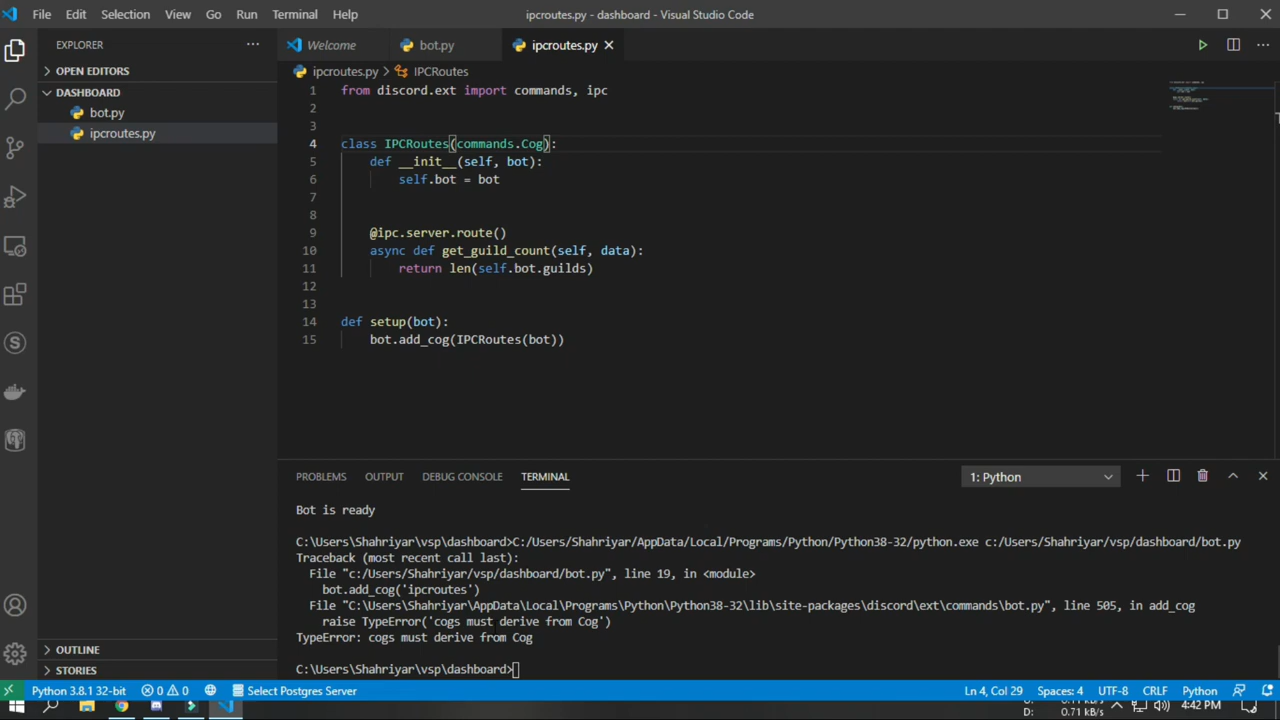 File Edit Selection View Go Run Terminal Help ipcroutes.py - dashboard - Visual Studio Code
EXPLORER
Welcome bot.py ipcroutes.py
OPEN EDITORS
ipcroutes.py > IPCRoutes
DASHBOARD
bot.py
ipcroutes.py
1 from discord.ext import commands, ipc
2
3
4 class IPCRoutes(commands.Cog):
5 def __init__(self, bot):
6 self.bot = bot
7
8
9 @ipc.server.route()
10 async def get_guild_count(self, data):
11 return len(self.bot.guilds)
12
13
14 def setup(bot):
15 bot.add_cog(IPCRoutes(bot))
PROBLEMS OUTPUT DEBUG CONSOLE TERMINAL 1: Python
Bot is ready
C:\Users\Shahriyar\vsp\dashboard>C:/Users/Shahriyar/AppData/Local/Programs/Python/Python38-32/python.exe c:/Users/Shahriyar/vsp/dashboard/bot.py
Traceback (most recent call last):
File "c:/Users/Shahriyar/vsp/dashboard/bot.py", line 19, in <module>
bot.add_cog('ipcroutes')
File "C:\Users\Shahriyar\AppData\Local\Programs\Python\Python38-32\lib\site-packages\discord\ext\commands\bot.py", line 505, in add_cog
raise TypeError('cogs must derive from Cog')
TypeError: cogs must derive from Cog
C:\Users\Shahriyar\vsp\dashboard>
OUTLINE
STORIES
Python 3.8.1 32-bit 0 0 Select Postgres Server Ln 4, Col 29 Spaces: 4 UTF-8 CRLF Python
D: 0.71 kB/s 4:42 PM